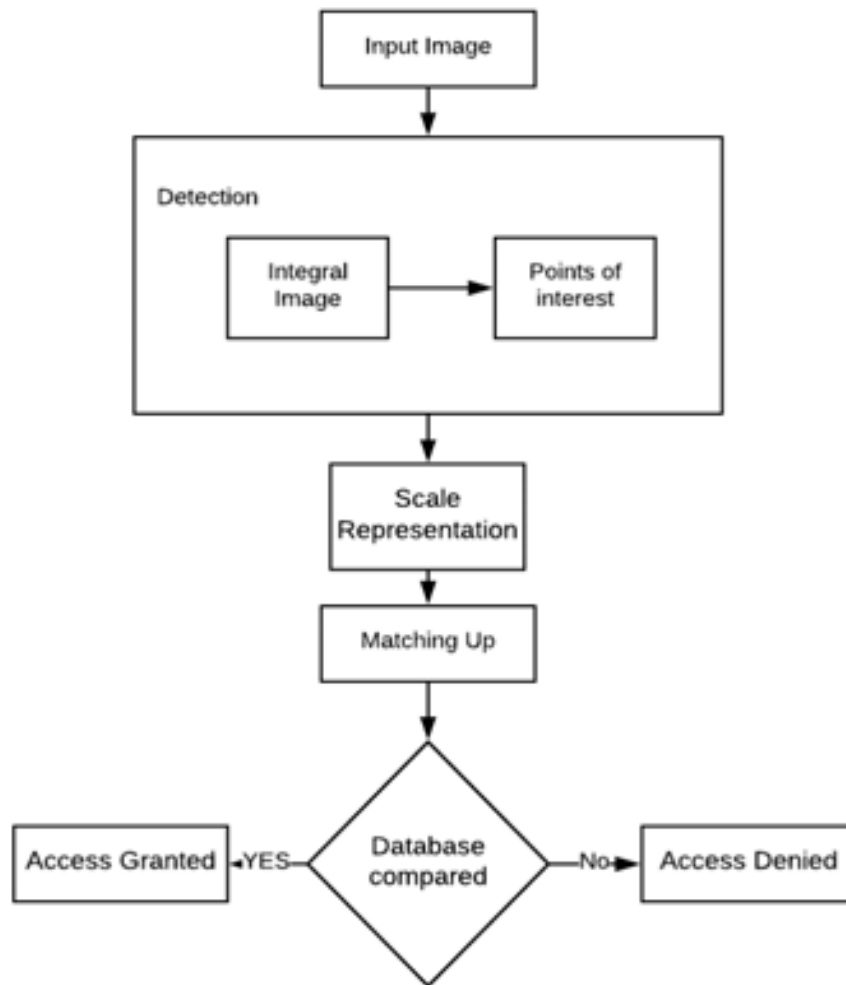 Input Image
Detection
Integral
Image
Points of
interest
Scale
Representation
Matching Up
Database
compared
Access Granted
YES
No
Access Denied